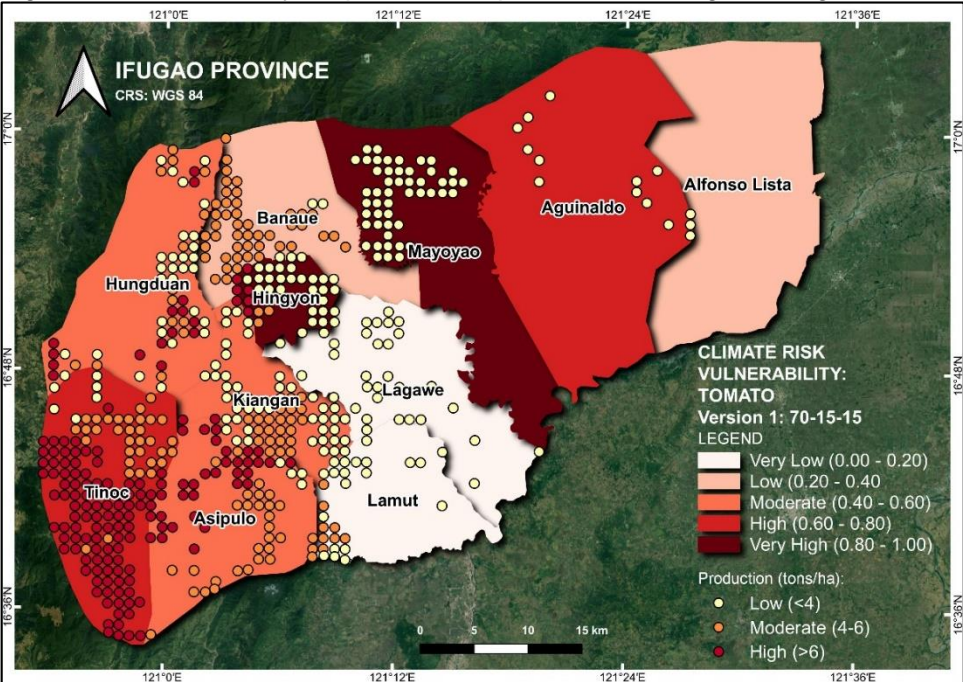 121°0'E 121°12'E 121°24'E 121°36'E
IFUGAO PROVINCE
CRS: WGS 84
17°0'N 17°0'N
Banaue
Alfonso Lista
Aguinaldo
Mayoyao
Hungduan
Hingyon
16°48'N 16°48'N
Lagawe
Kiangan
Tinoc
Lamut
Asipulo
16°36'N 16°36'N
CLIMATE RISK
VULNERABILITY:
TOMATO
Version 1: 70-15-15
LEGEND
Very Low (0.00 - 0.20)
Low (0.20 - 0.40
Moderate (0.40 - 0.60)
High (0.60 - 0.80)
Very High (0.80 - 1.00)
Production (tons/ha):
Low (<4)
Moderate (4-6)
High (>6)
0 5 10 15 km
121°0'E 121°12'E 121°24'E 121°36'E